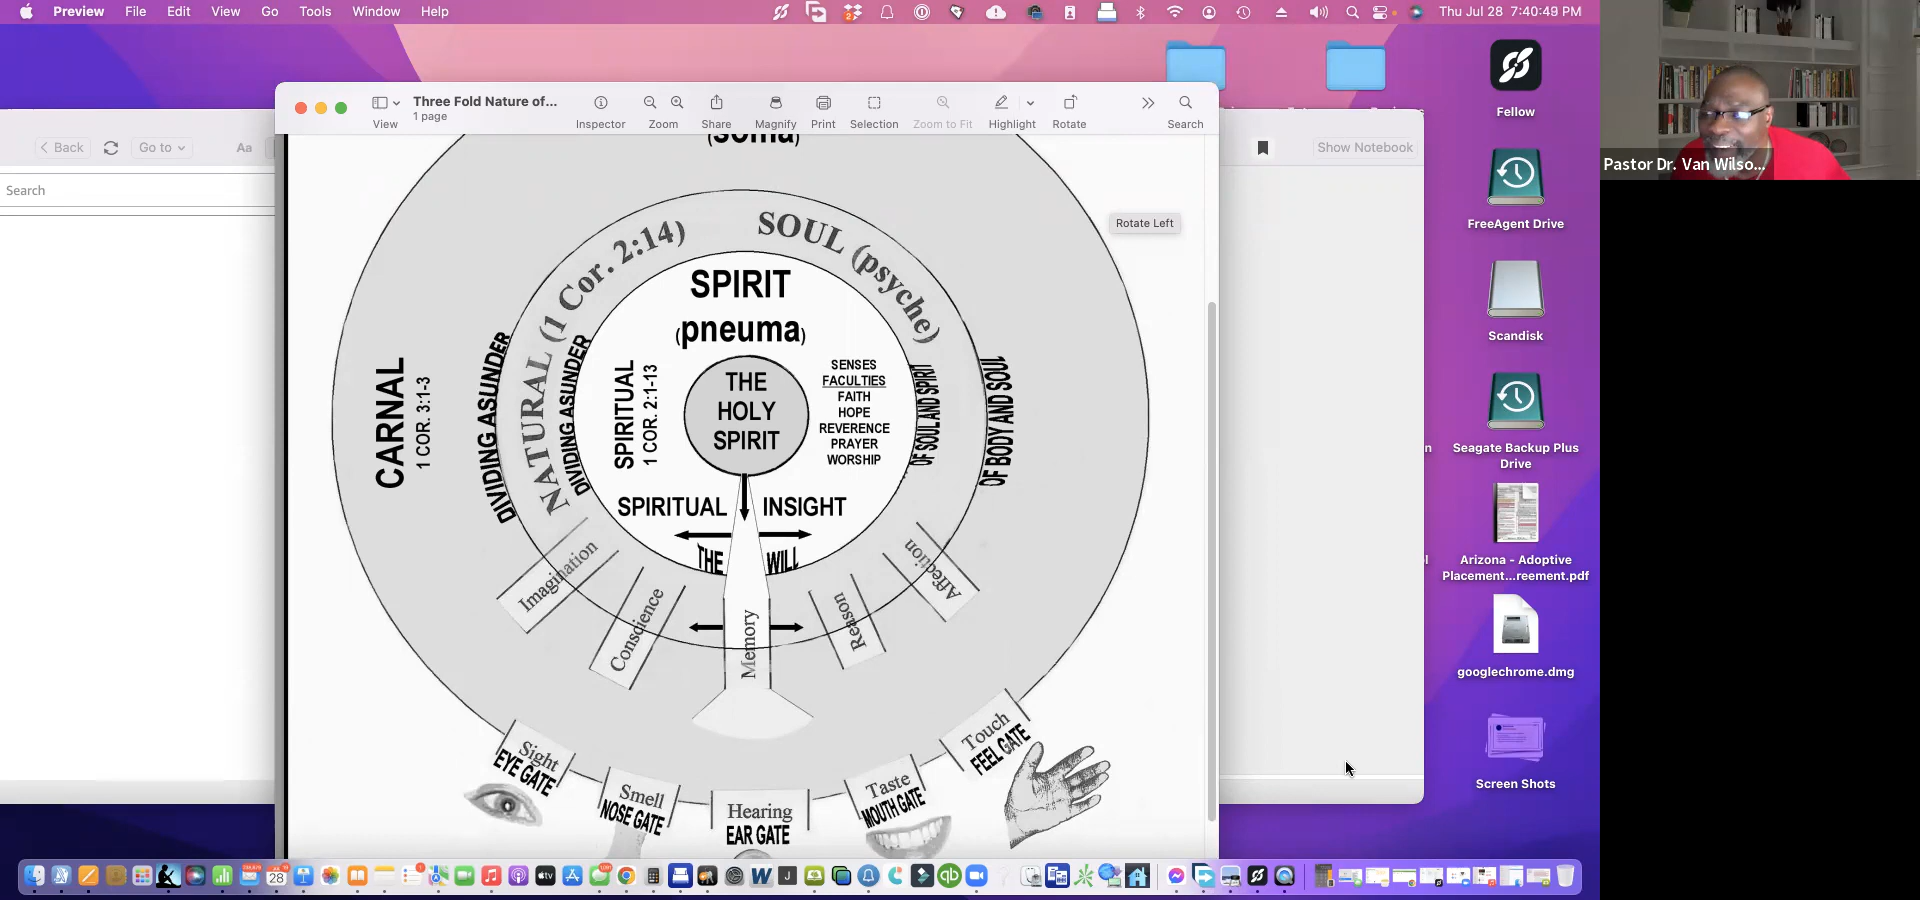 Preview File Edit View Go Tools Window Help
Thu Jul 28 7:40:49 PM
Three Fold Nature of...
1 page
View
Inspector
Zoom
Share
Magnify
Print
Selection
Zoom to Fit
Highlight
Rotate
Search
Back
Go to
Aa
Search
Show Notebook
Rotate Left
(soma)
NATURAL (1 Cor. 2:14)
SOUL (psyche)
SPIRIT
(pneuma)
CARNAL
1 COR. 3:1-3
DIVIDING ASUNDER
DIVIDING ASUNDER
SPIRITUAL
1 COR. 2:1-13
THE
HOLY
SPIRIT
SENSES
FACULTIES
FAITH
HOPE
REVERENCE
PRAYER
WORSHIP
OF SOUL AND SPIRIT
OF BODY AND SOUL
SPIRITUAL INSIGHT
THE WILL
Imagination
Conscience
Memory
Reason
Affection
Sight
EYE GATE
Smell
NOSE GATE
Hearing
EAR GATE
Taste
MOUTH GATE
Touch
FEEL GATE
Fellow
FreeAgent Drive
Scandisk
Seagate Backup Plus
Drive
Arizona - Adoptive
Placement...reement.pdf
googlechrome.dmg
Screen Shots
Pastor Dr. Van Wilso...
28